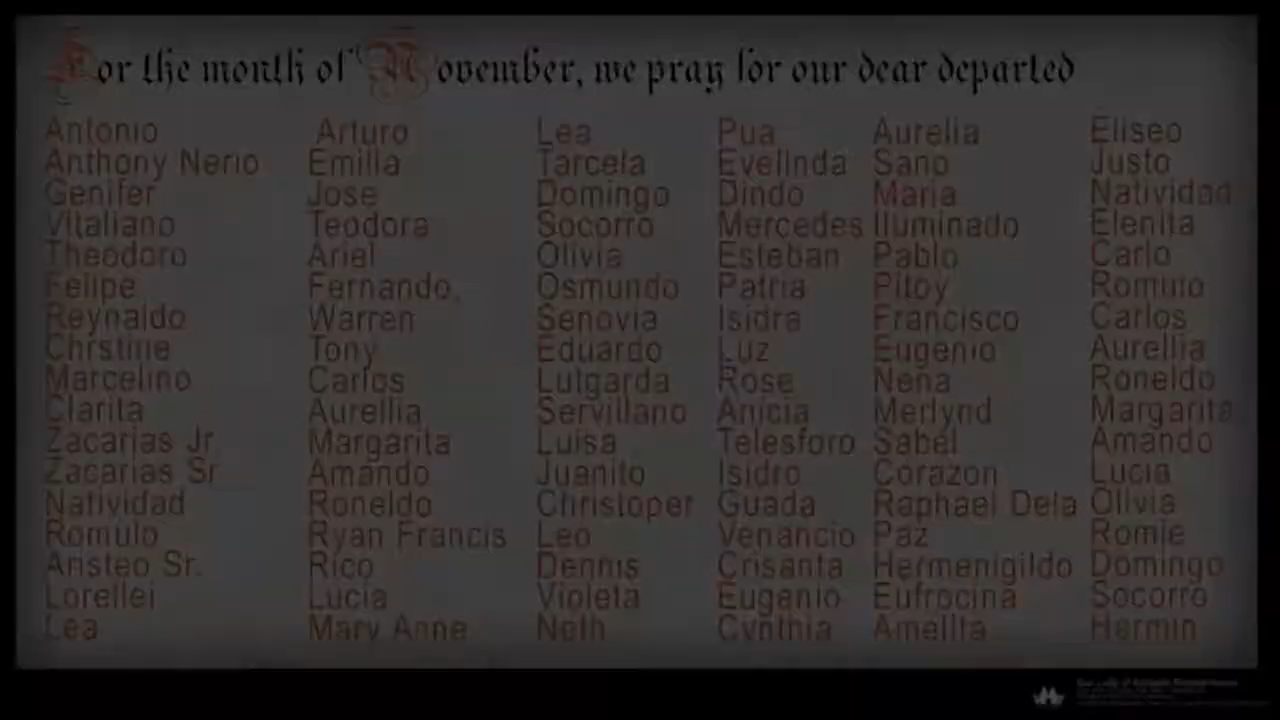 For the month of November, we pray for our dear departed
Antonio Arturo Lea Pua Aurelia Eliseo
Anthony Nerio Emilia Tarcela Evelinda Sano Justo
Genifer Jose Domingo Dindo Maria Natividad
Vitaliano Teodora Socorro Mercedes Iluminado Elenita
Theodoro Ariel Olivia Esteban Pablo Carlo
Felipe Fernando, Osmundo Patria Pitoy Romulo
Reynaldo Warren Senovia Isidra Francisco Carlos
Chrstine Tony Eduardo Luz Eugenio Aurellia
Marcelino Carlos Lutgarda Rose Nena Roneldo
Clarita Aurellia Servillano Anicia Merlynd Margarita
Zacarias Jr Margarita Luisa Telesforo Sabel Amando
Zacarias Sr Amando Juanito Isidro Corazon Lucia
Natividad Roneldo Christoper Guada Raphael Dela Olivia
Romulo Ryan Francis Leo Venancio Paz Romie
Ansteo Sr. Rico Dennis Crisanta Hermenigildo Domingo
Lorellei Lucia Violeta Eugenio Eufrocina Socorro
Lea Mary Anne Neth Cynthia Amelita Hermin